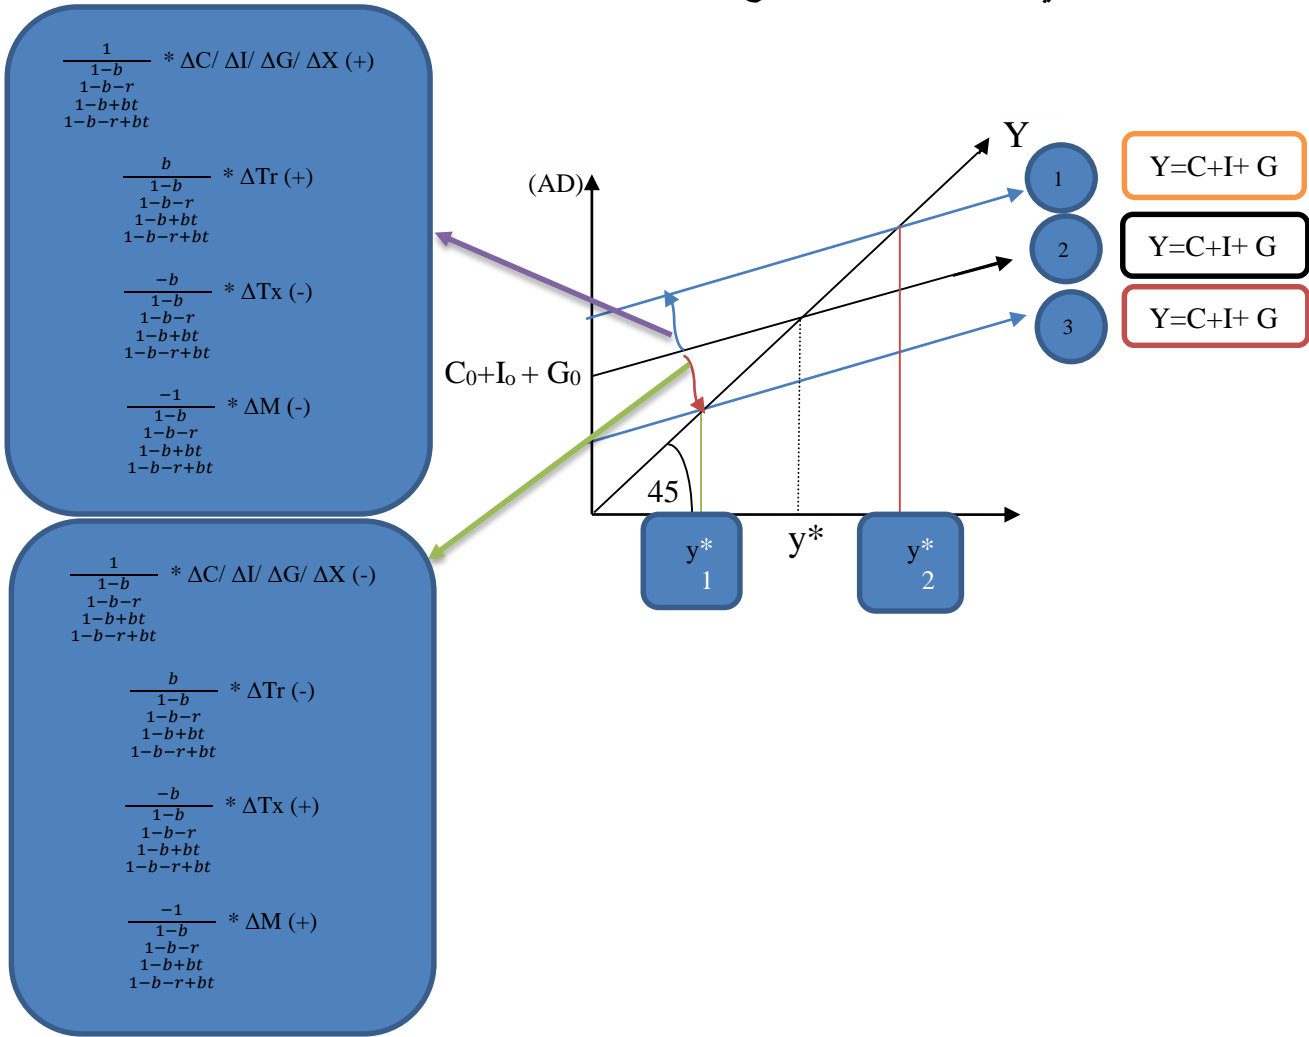 1
1−b
1−b−r
1−b+bt
1−b−r+bt
* ΔC/ ΔI/ ΔG/ ΔX (+)
b
1−b
1−b−r
1−b+bt
1−b−r+bt
* ΔTr (+)
−b
1−b
1−b−r
1−b+bt
1−b−r+bt
* ΔTx (-)
−1
1−b
1−b−r
1−b+bt
1−b−r+bt
* ΔM (-)
1
1−b
1−b−r
1−b+bt
1−b−r+bt
* ΔC/ ΔI/ ΔG/ ΔX (-)
b
1−b
1−b−r
1−b+bt
1−b−r+bt
* ΔTr (-)
−b
1−b
1−b−r
1−b+bt
1−b−r+bt
* ΔTx (+)
−1
1−b
1−b−r
1−b+bt
1−b−r+bt
* ΔM (+)
(AD)
Y
C₀+Iₒ + G₀
45
y*
1
y*
y*
2
1
Y=C+I+ G
2
Y=C+I+ G
3
Y=C+I+ G